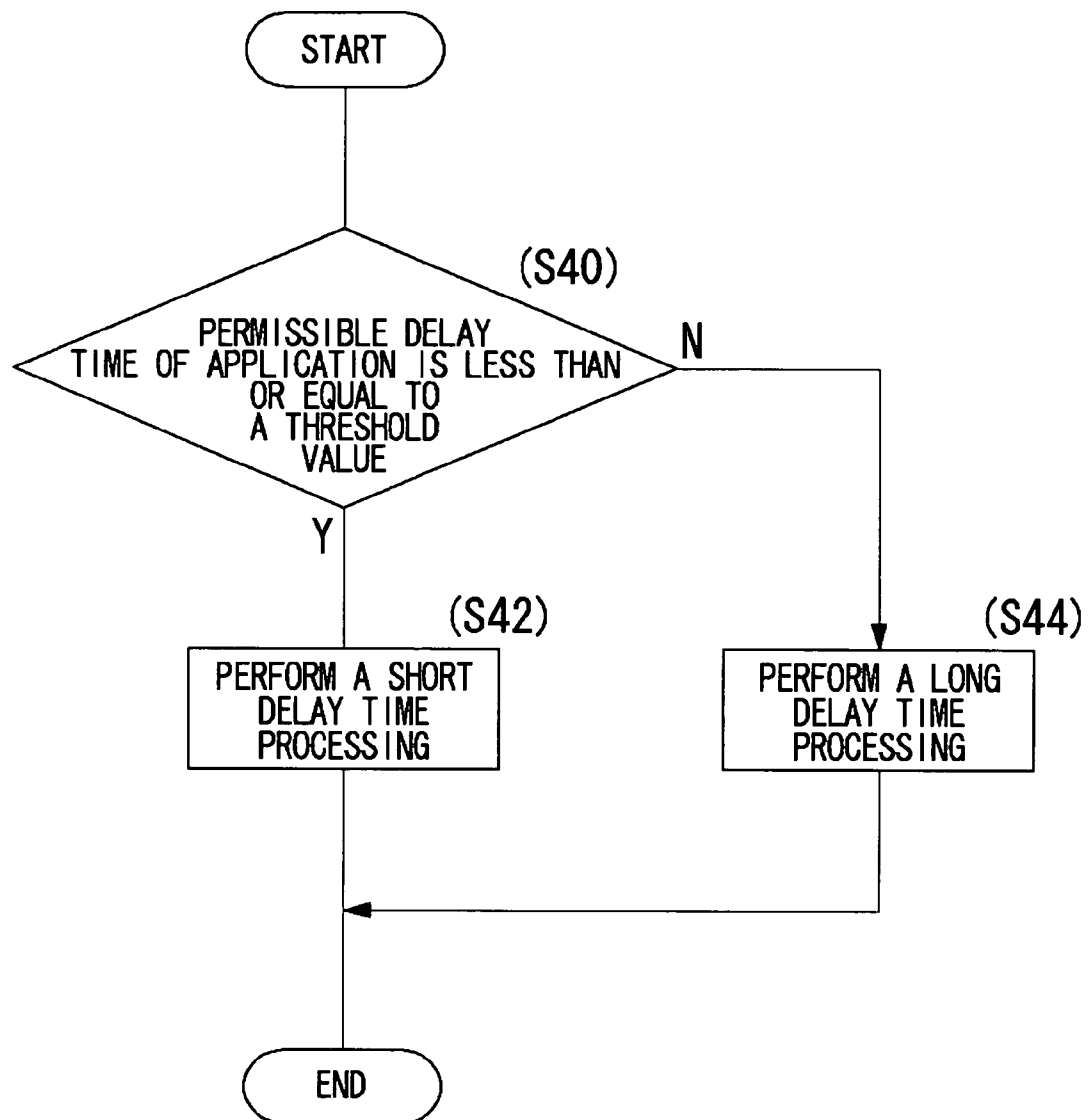 START
(S40)
PERMISSIBLE DELAY
TIME OF APPLICATION IS LESS THAN
OR EQUAL TO
A THRESHOLD
VALUE
N
Y
(S42)
PERFORM A SHORT
DELAY TIME
PROCESSING
(S44)
PERFORM A LONG
DELAY TIME
PROCESSING
END